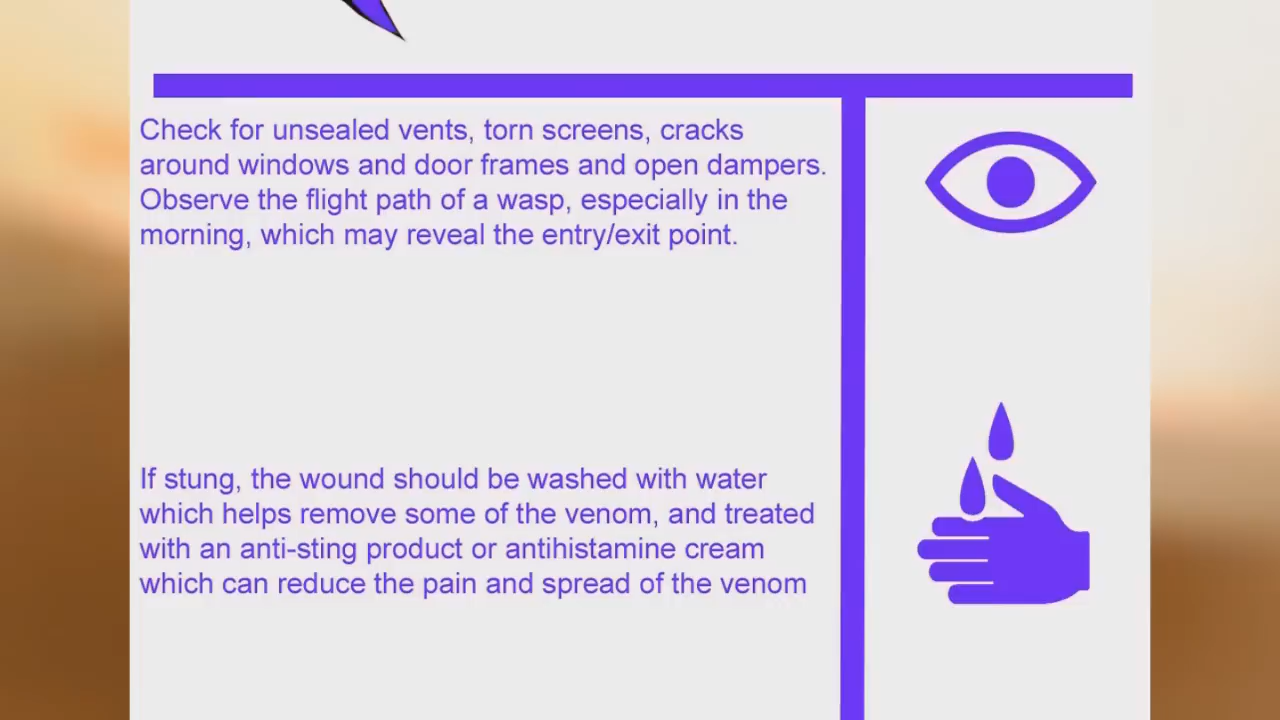 Check for unsealed vents, torn screens, cracks
around windows and door frames and open dampers.
Observe the flight path of a wasp, especially in the
morning, which may reveal the entry/exit point.
If stung, the wound should be washed with water
which helps remove some of the venom, and treated
with an anti-sting product or antihistamine cream
which can reduce the pain and spread of the venom